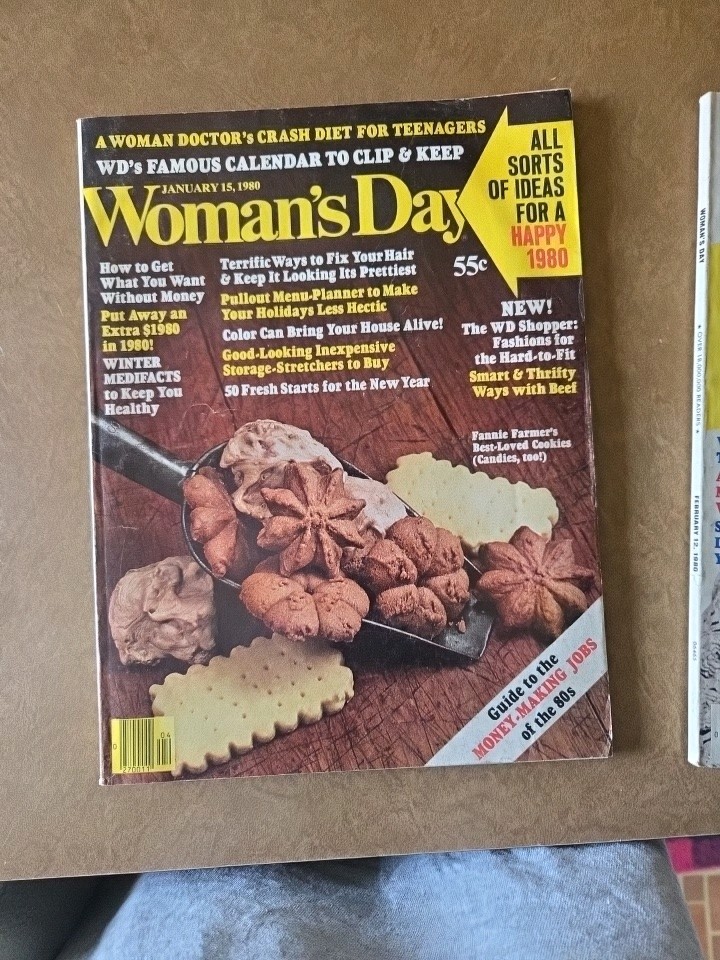 A WOMAN DOCTOR's CRASH DIET FOR TEENAGERS
WD's FAMOUS CALENDAR TO CLIP & KEEP
JANUARY 15, 1980
Woman's Day
55c
ALL
SORTS
OF IDEAS
FOR A
HAPPY
1980
How to Get
What You Want
Without Money
Put Away an
Extra $1980
in 1980!
WINTER
MEDIFACTS
to Keep You
Healthy
Terrific Ways to Fix Your Hair
& Keep It Looking Its Prettiest
Pullout Menu-Planner to Make
Your Holidays Less Hectic
Color Can Bring Your House Alive!
Good-Looking Inexpensive
Storage-Stretchers to Buy
50 Fresh Starts for the New Year
NEW!
The WD Shopper:
Fashions for
the Hard-to-Fit
Smart & Thrifty
Ways with Beef
Fannie Farmer's
Best-Loved Cookies
(Candies, too!)
Guide to the
MONEY-MAKING JOBS
of the 80s
0
04
WOMAN'S DAY
FEBRUARY 12, 1980